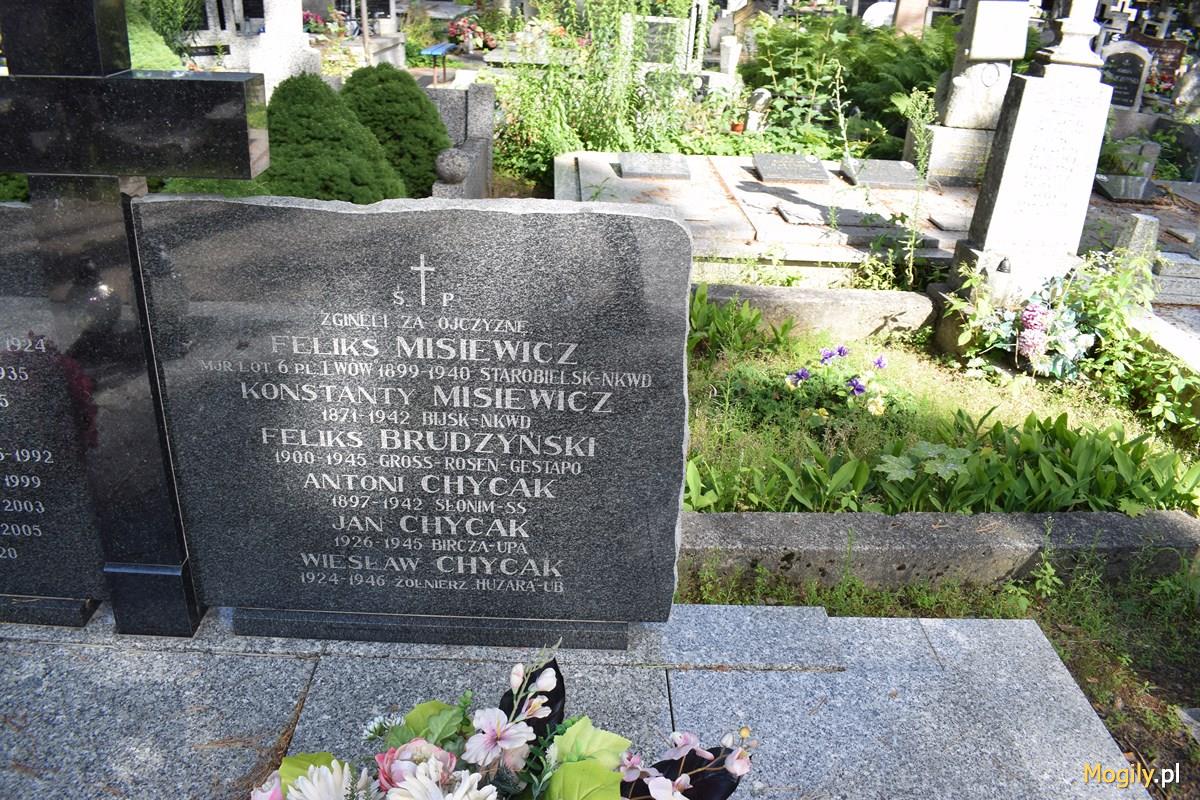 1924
1935
5
-1992
1999
2003
2005
20
Ś P
ZGINĘLI ZA OJCZYZNĘ
FELIKS MISIEWICZ
MJR LOT. 6 PL. LWÓW 1899-1940 STAROBIELSK-NKWD
KONSTANTY MISIEWICZ
1871-1942 BIJSK-NKWD
FELIKS BRUDZYŃSKI
1900-1945 GROSS-ROSEN-GESTAPO
ANTONI CHYCAK
1897-1942 SŁONIM-SS
JAN CHYCAK
1926-1945 BIRCZA-UPA
WIESŁAW CHYCAK
1924-1946 ŻOŁNIERZ HUZARA-UB
Mogily.pl